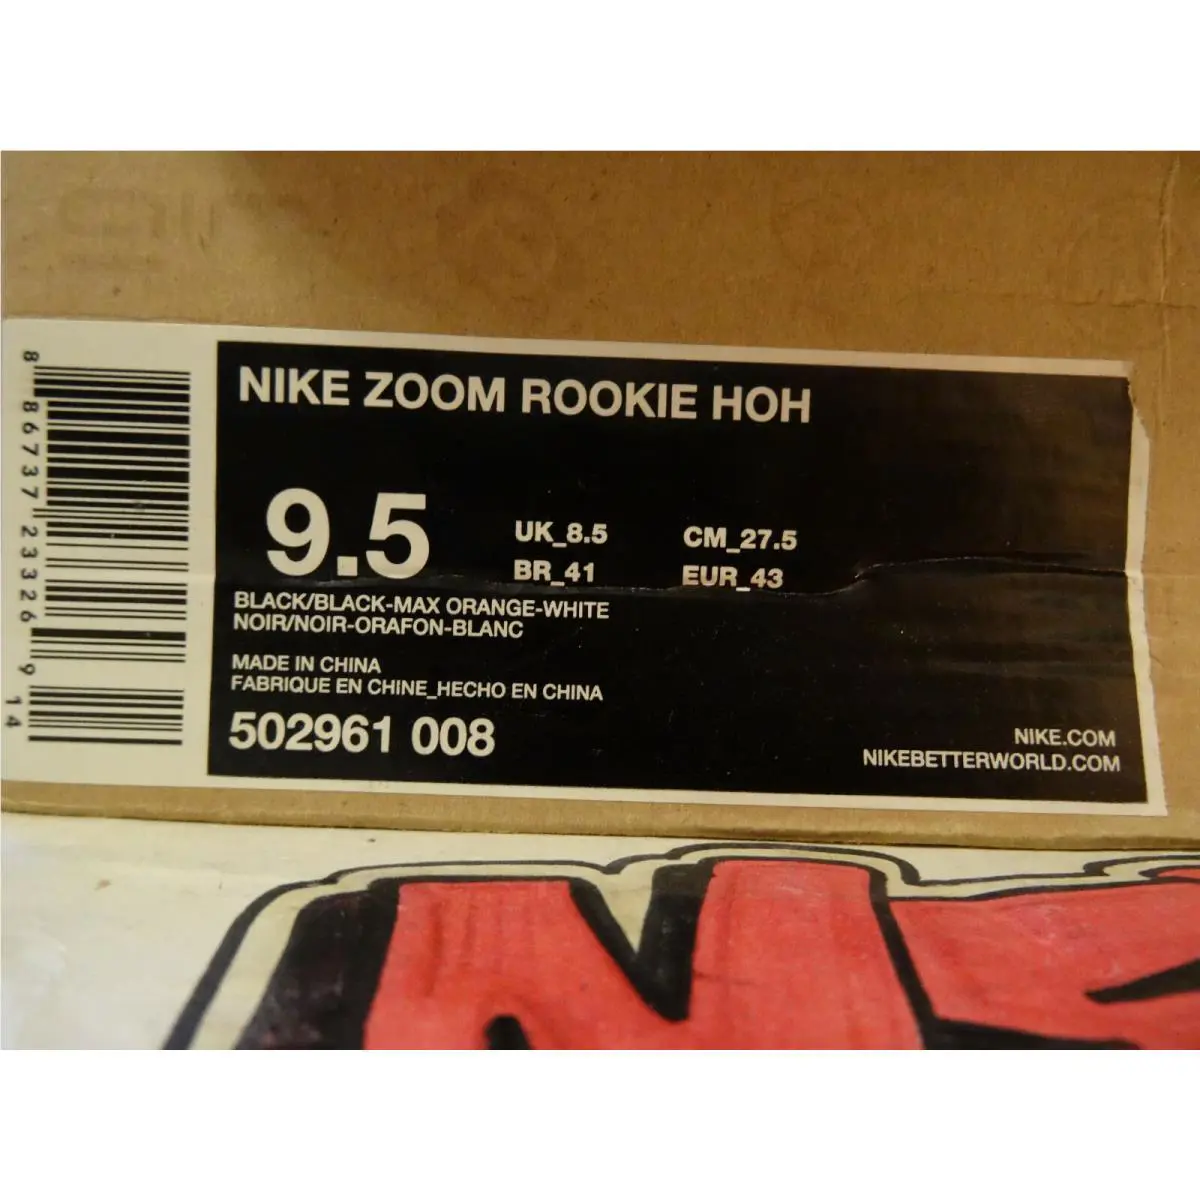 NIKE ZOOM ROOKIE HOH
9.5
UK_8.5 CM_27.5
BR_41 EUR_43
BLACK/BLACK-MAX ORANGE-WHITE
NOIR/NOIR-ORAFON-BLANC
MADE IN CHINA
FABRIQUE EN CHINE_HECHO EN CHINA
502961 008
NIKE.COM
NIKEBETTERWORLD.COM
8 86737 23326 9
14